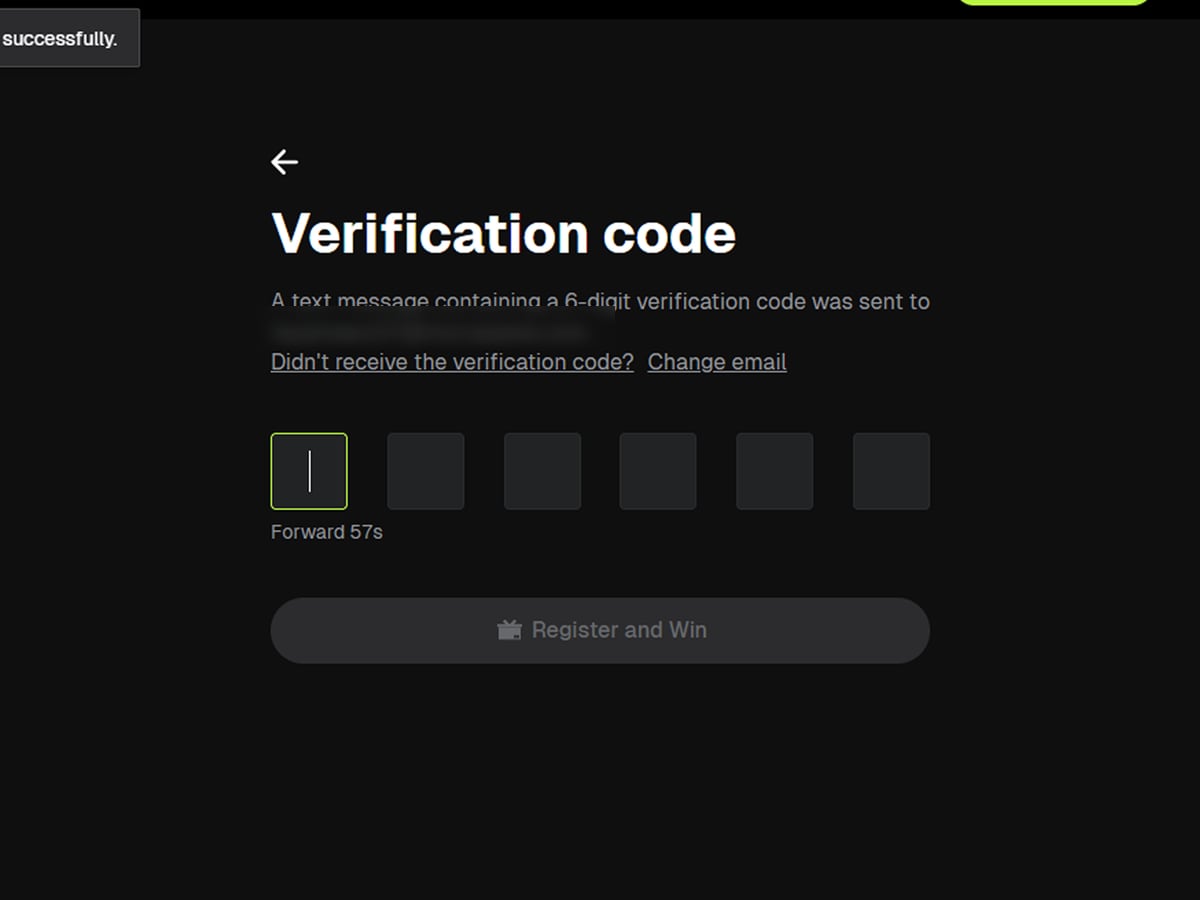 successfully.
Verification code
A text message containing a 6-digit verification code was sent to
Didn't receive the verification code? Change email
Forward 57s
Register and Win